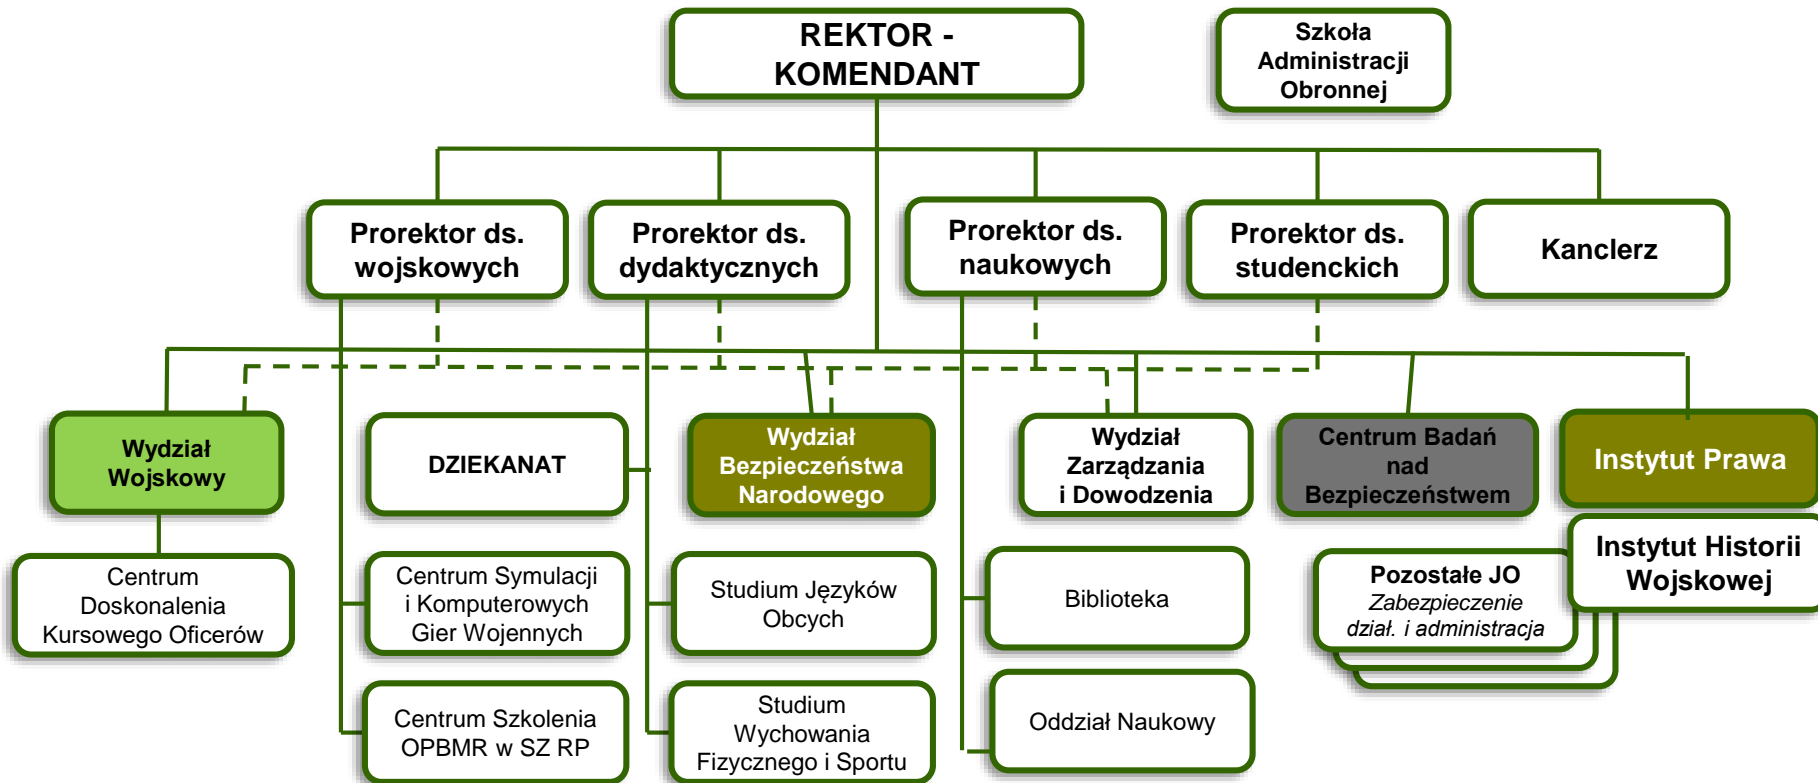 REKTOR -
KOMENDANT
Szkoła
Administracji
Obronnej
Prorektor ds.
wojskowych
Prorektor ds.
dydaktycznych
Prorektor ds.
naukowych
Prorektor ds.
studenckich
Kanclerz
Wydział
Wojskowy
DZIEKANAT
Wydział
Bezpieczeństwa
Narodowego
Wydział
Zarządzania
i Dowodzenia
Centrum Badań
nad
Bezpieczeństwem
Instytut Prawa
Centrum
Doskonalenia
Kursowego Oficerów
Centrum Symulacji
i Komputerowych
Gier Wojennych
Studium Języków
Obcych
Biblioteka
Pozostałe JO
Zabezpieczenie
dział. i administracja
Instytut Historii
Wojskowej
Centrum Szkolenia
OPBMR w SZ RP
Studium
Wychowania
Fizycznego i Sportu
Oddział Naukowy